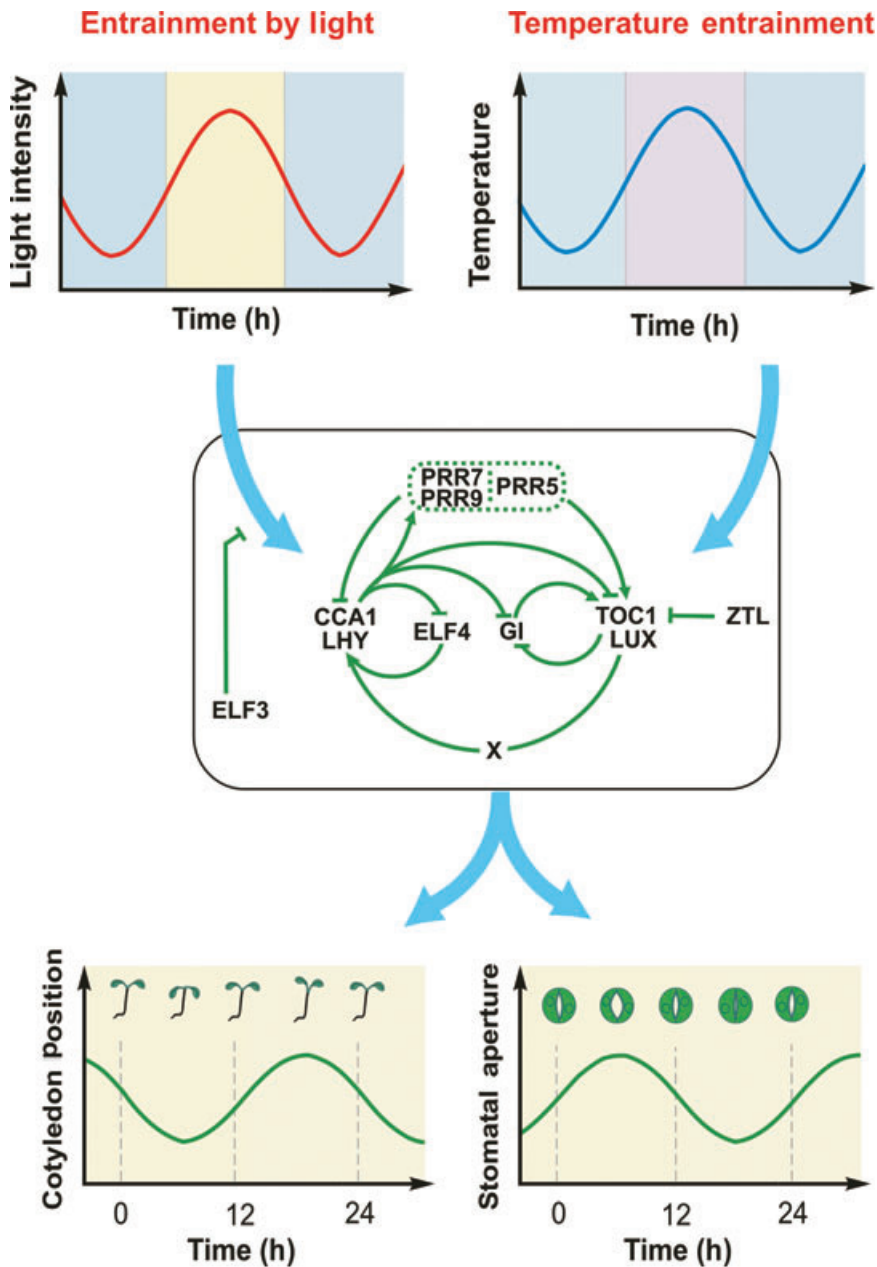 Entrainment by light
Temperature entrainment
Light intensity
Time (h)
Temperature
Time (h)
PRR7
PRR9
PRR5
CCA1
LHY
ELF4
GI
TOC1
LUX
ZTL
ELF3
X
Cotyledon Position
0
12
24
Time (h)
Stomatal aperture
0
12
24
Time (h)